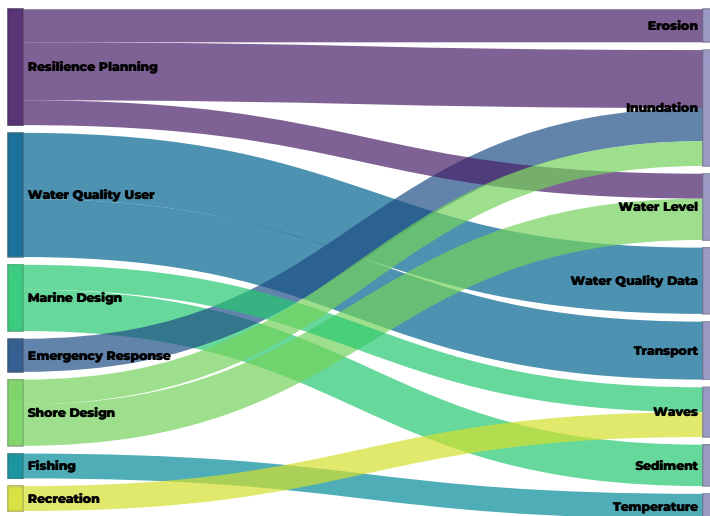 Resilience Planning
Water Quality User
Marine Design
Emergency Response
Shore Design
Fishing
Recreation
Erosion
Inundation
Water Level
Water Quality Data
Transport
Waves
Sediment
Temperature